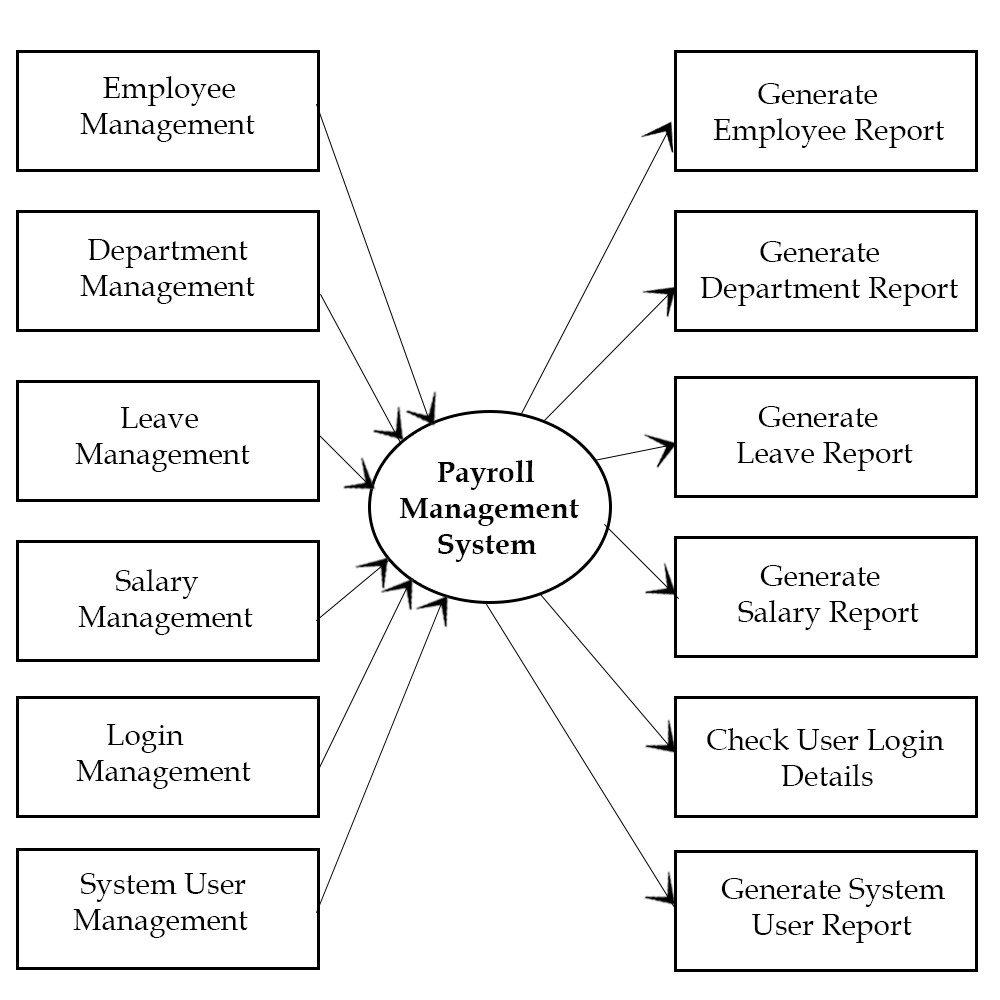 Employee
Management
Department
Management
Leave
Management
Salary
Management
Login
Management
System User
Management
Payroll
Management
System
Generate
Employee Report
Generate
Department Report
Generate
Leave Report
Generate
Salary Report
Check User Login
Details
Generate System
User Report